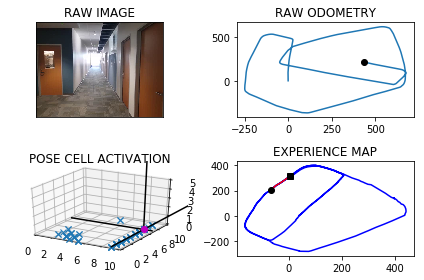 RAW IMAGE
RAW ODOMETRY
500
0
-250 0 250 500
POSE CELL ACTIVATION
0 2 4 6 8 10
0 2 4 6 8 10
0 1 2 3 4 5
EXPERIENCE MAP
400
200
0
-200
0 200 400